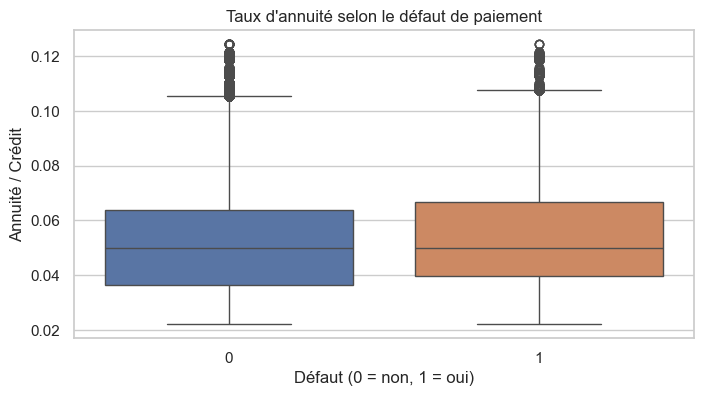 Taux d'annuité selon le défaut de paiement
Annuité / Crédit
0.12
0.10
0.08
0.06
0.04
0.02
0 1
Défaut (0 = non, 1 = oui)